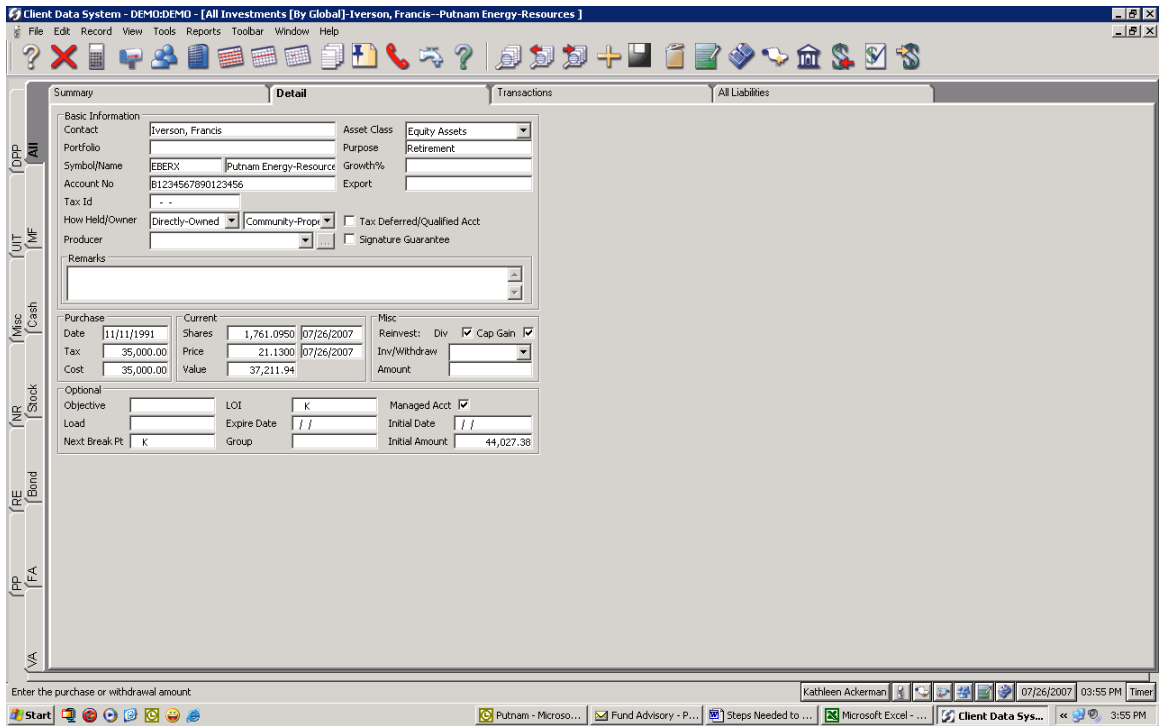 Client Data System - DEMO:DEMO - [All Investments [By Global]-Iverson, Francis--Putnam Energy-Resources ]
File Edit Record View Tools Reports Toolbar Window Help
Summary Detail Transactions All Liabilities
DPP All
UIT MF
Misc Cash
NR Stock
RE Bond
PP FA
VA
Basic Information
Contact Iverson, Francis Asset Class Equity Assets
Portfolio Purpose Retirement
Symbol/Name EBERX Putnam Energy-Resource Growth%
Account No B1234567890123456 Export
Tax Id - -
How Held/Owner Directly-Owned Community-Prope Tax Deferred/Qualified Acct
Producer ... Signature Guarantee
Remarks
Purchase Current Misc
Date 11/11/1991 Shares 1,761.0950 07/26/2007 Reinvest: Div Cap Gain
Tax 35,000.00 Price 21.1300 07/26/2007 Inv/Withdraw
Cost 35,000.00 Value 37,211.94 Amount
Optional
Objective LOI K Managed Acct
Load Expire Date / / Initial Date / /
Next Break Pt K Group Initial Amount 44,027.38
Enter the purchase or withdrawal amount Kathleen Ackerman 07/26/2007 03:55 PM Timer
Start Putnam - Microso... Fund Advisory - P... Steps Needed to ... Microsoft Excel - ... Client Data Sys... « 3:55 PM